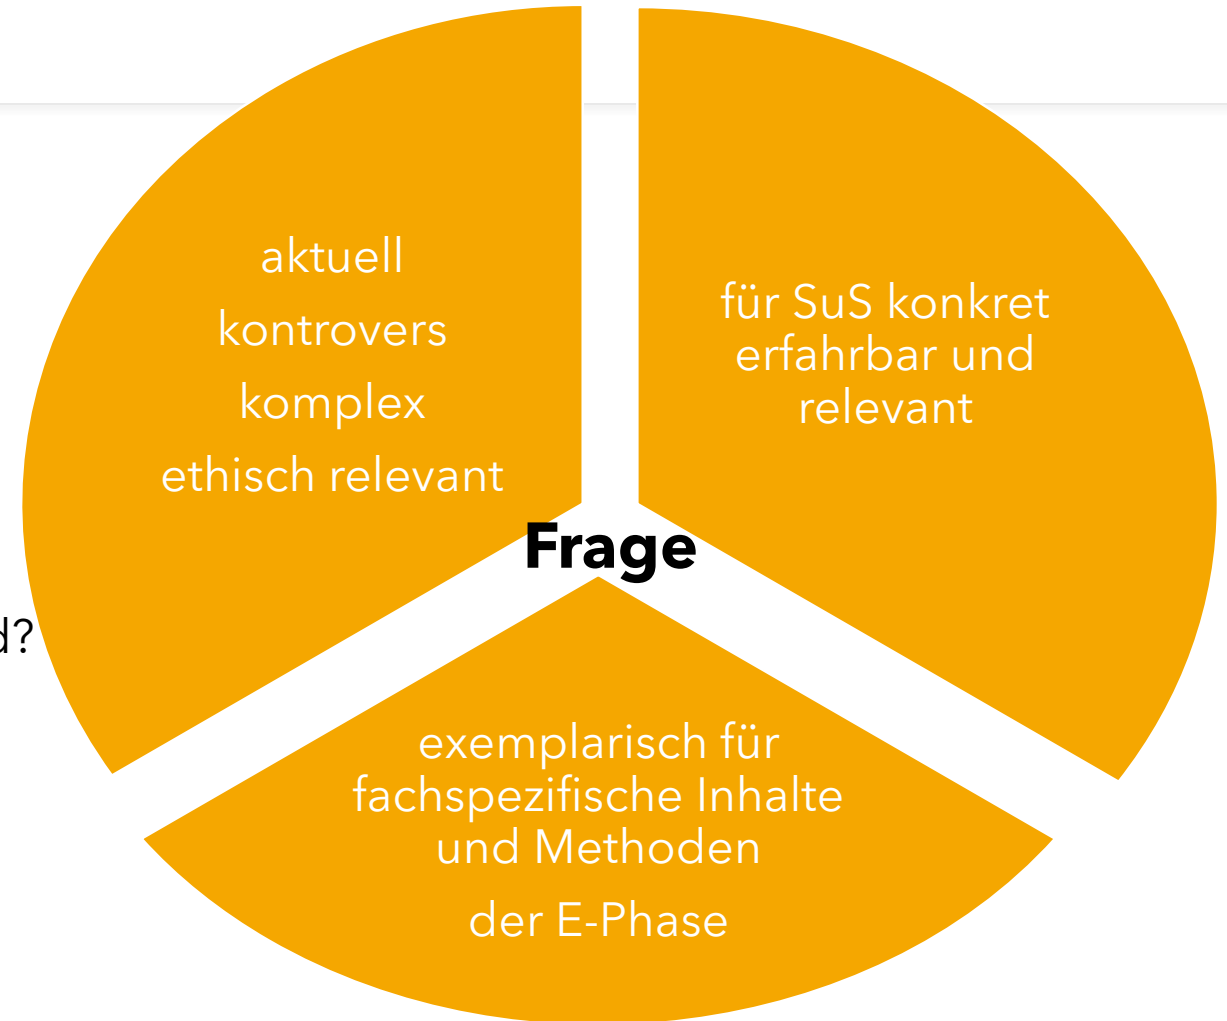 aktuell
kontrovers
komplex
ethisch relevant
für SuS konkret
erfahrbar und
relevant
Frage
d?
exemplarisch für
fachspezifische Inhalte
und Methoden
der E-Phase